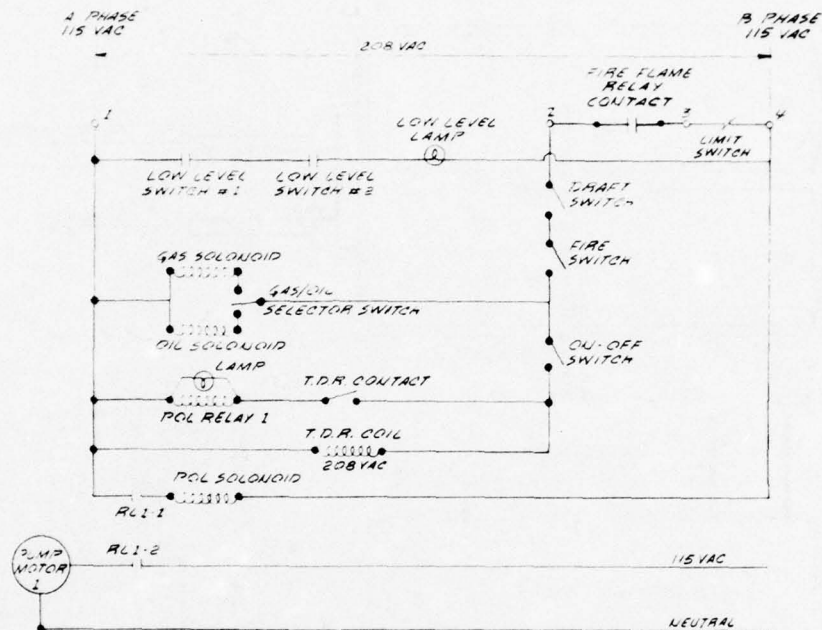 A PHASE
115 VAC
B PHASE
115 VAC
208 VAC
FIRE FLAME
RELAY
CONTACT
1
2
3
4
LOW LEVEL
LAMP
LIMIT
SWITCH
LOW LEVEL
SWITCH #1
LOW LEVEL
SWITCH #2
DRAFT
SWITCH
FIRE
SWITCH
GAS SOLONOID
GAS/OIL
SELECTOR SWITCH
OIL SOLONOID
ON-OFF
SWITCH
LAMP
T.D.R. CONTACT
POL RELAY 1
T.D.R. COIL
208 VAC
POL SOLONOID
RL1-1
RL1-2
PUMP
MOTOR
1
115 VAC
NEUTRAL